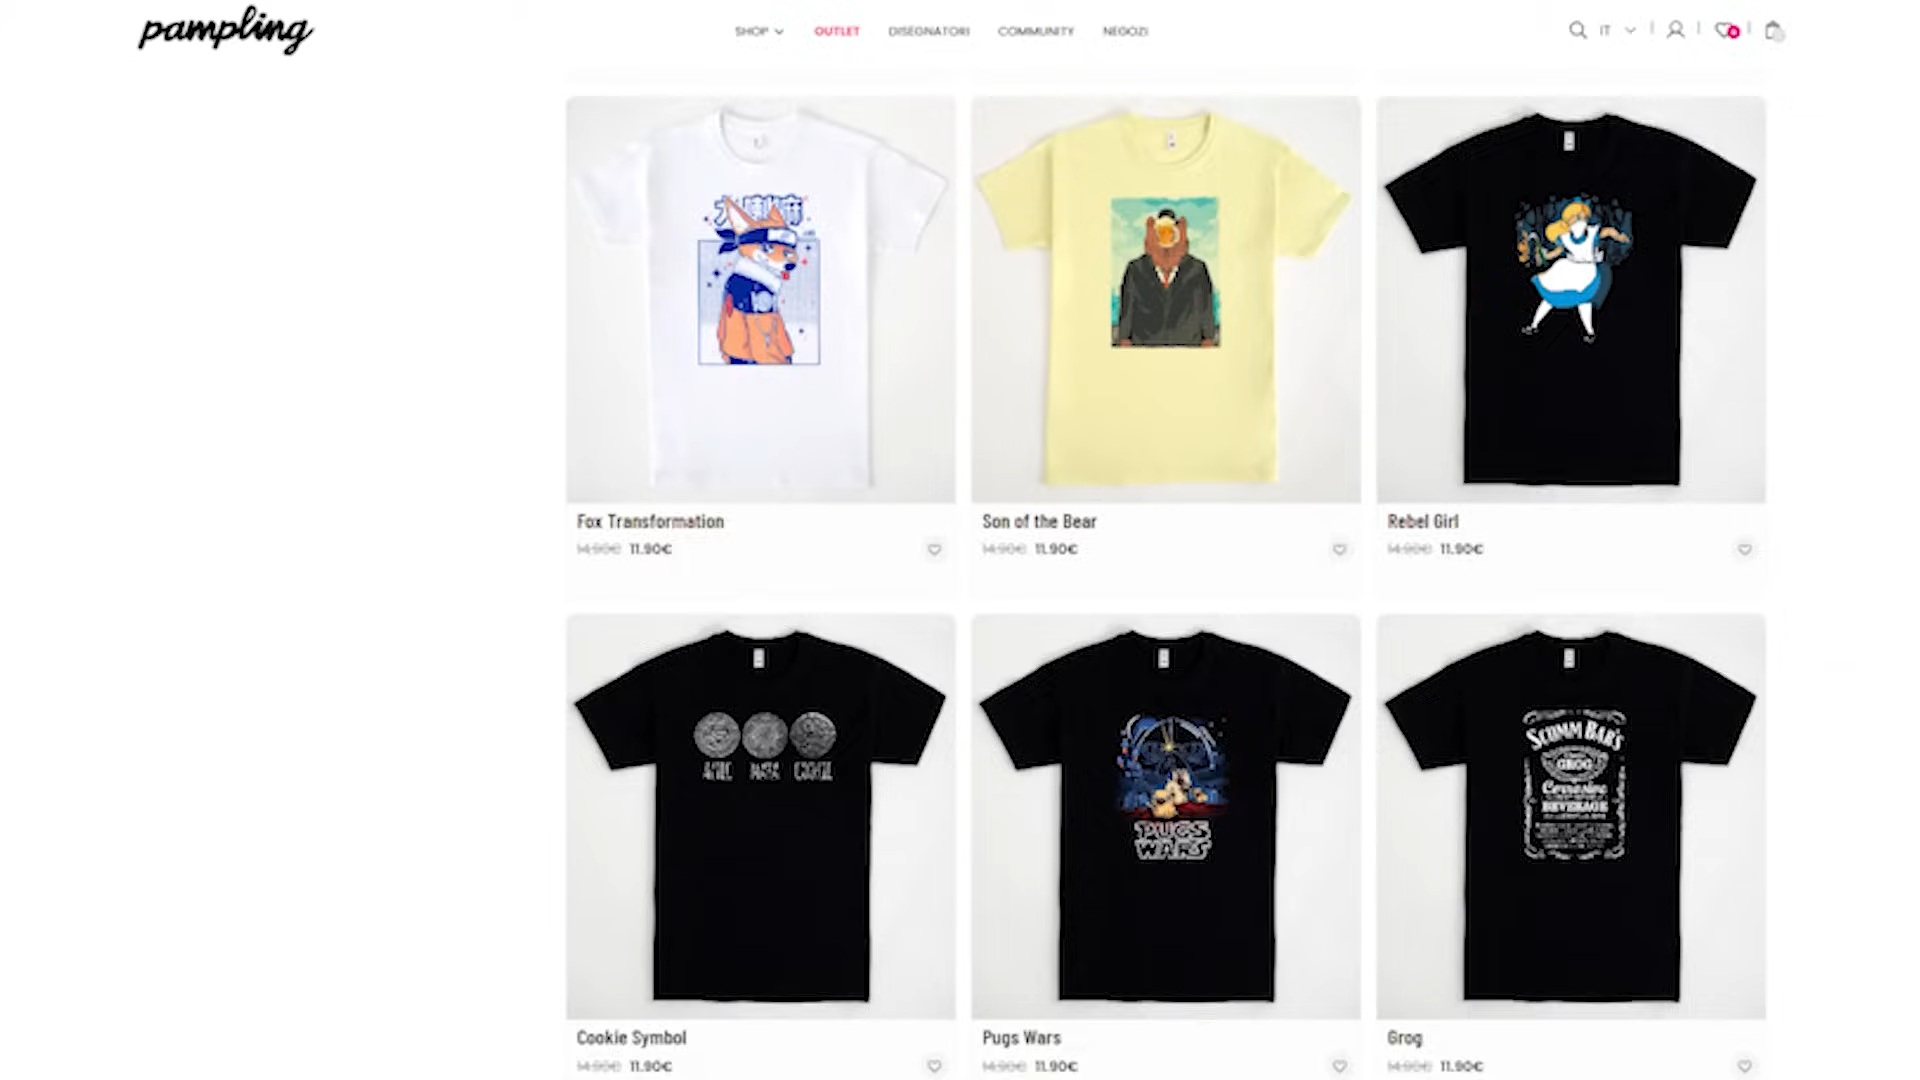 pampling
SHOP
OUTLET
DISEGNATORI
COMMUNITY
NEGOZI
IT
Fox Transformation
14.90€ 11.90€
Son of the Bear
14.90€ 11.90€
Rebel Girl
14.90€ 11.90€
PUGS
WARS
SCUMM BAR'S
GROG
Corrosive
BEVERAGE
Cookie Symbol
14.90€ 11.90€
Pugs Wars
14.90€ 11.90€
Grog
14.90€ 11.90€